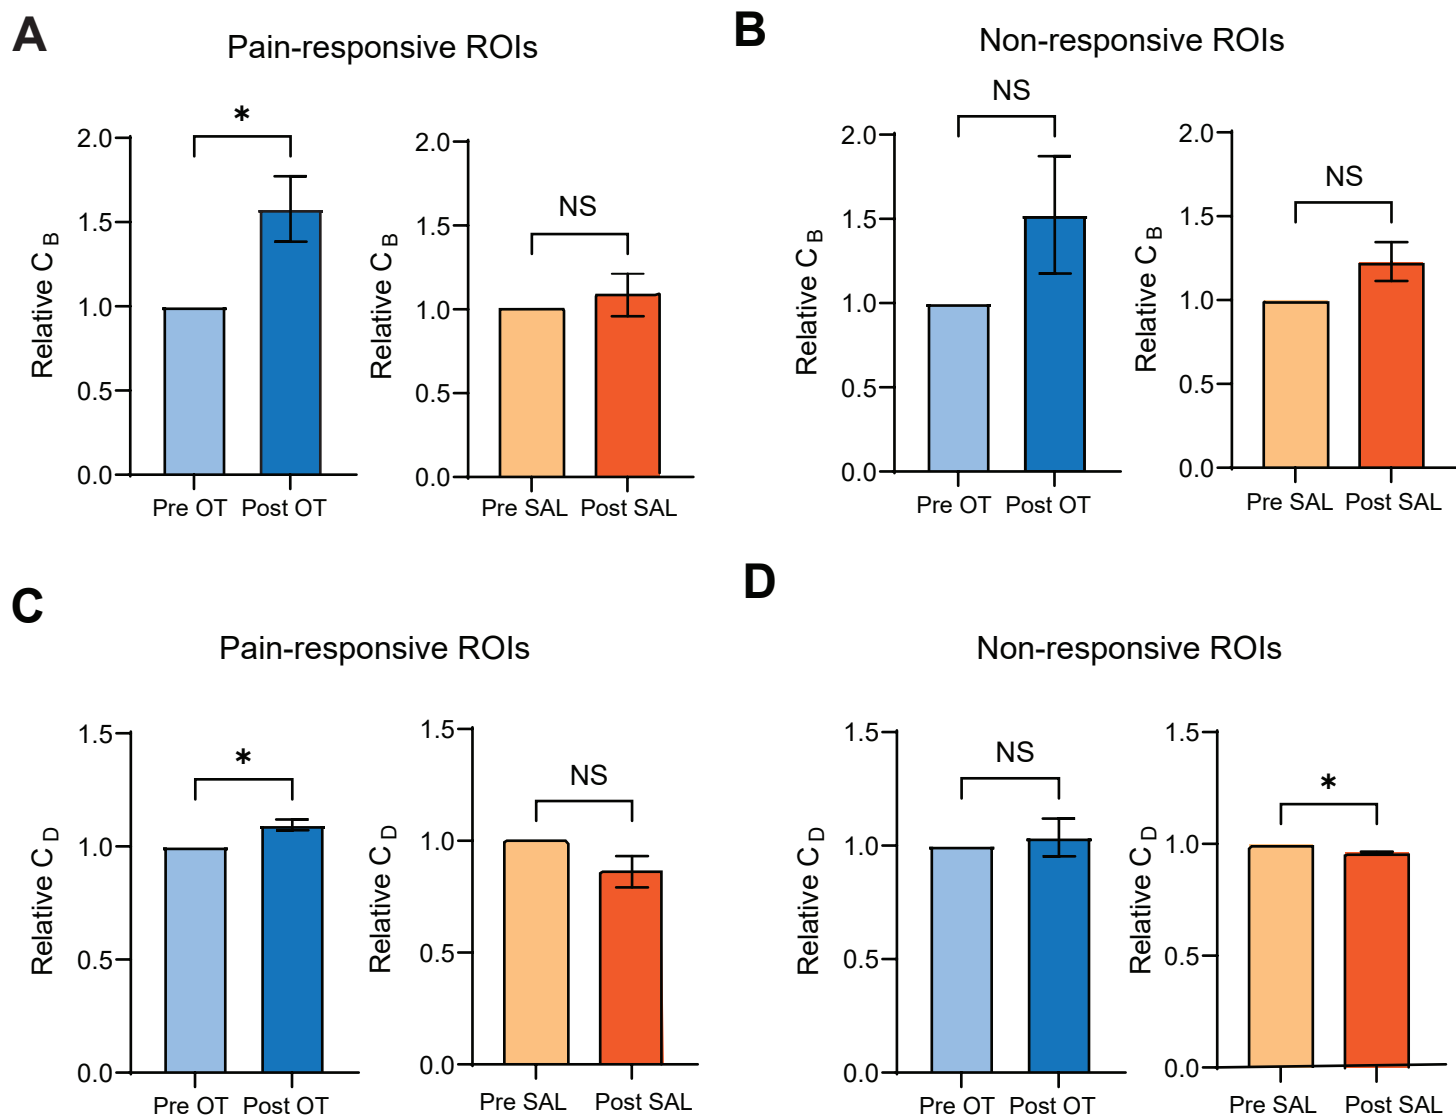 A
Pain-responsive ROIs
*
2.0
1.5
1.0
0.5
0.0
Relative C B
Pre OT Post OT
NS
2.0
1.5
1.0
0.5
0.0
Relative C B
Pre SAL Post SAL
B
Non-responsive ROIs
NS
2.0
1.5
1.0
0.5
0.0
Relative C B
Pre OT Post OT
NS
2.0
1.5
1.0
0.5
0.0
Relative C B
Pre SAL Post SAL
C
Pain-responsive ROIs
*
1.5
1.0
0.5
0.0
Relative C D
Pre OT Post OT
NS
1.5
1.0
0.5
0.0
Relative C D
Pre SAL Post SAL
D
Non-responsive ROIs
NS
1.5
1.0
0.5
0.0
Relative C D
Pre OT Post OT
*
1.5
1.0
0.5
0.0
Relative C D
Pre SAL Post SAL